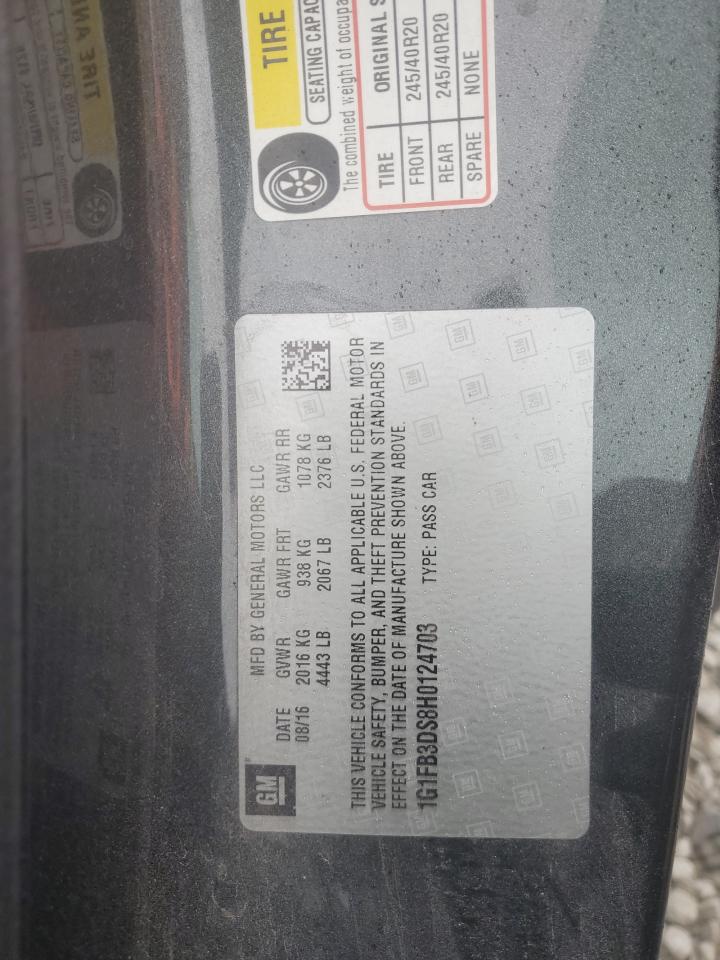 GM
MFD BY GENERAL MOTORS LLC
DATE GVWR GAWR FRT GAWR RR
08/16 2016 KG 938 KG 1078 KG
4443 LB 2067 LB 2376 LB
THIS VEHICLE CONFORMS TO ALL APPLICABLE U.S. FEDERAL MOTOR
VEHICLE SAFETY, BUMPER, AND THEFT PREVENTION STANDARDS IN
EFFECT ON THE DATE OF MANUFACTURE SHOWN ABOVE.
1G1FB3DS8H0124703 TYPE: PASS CAR
TIRE
SEATING CAPAC
The combined weight of occupa
TIRE ORIGINAL S
FRONT 245/40R20
REAR 245/40R20
SPARE NONE